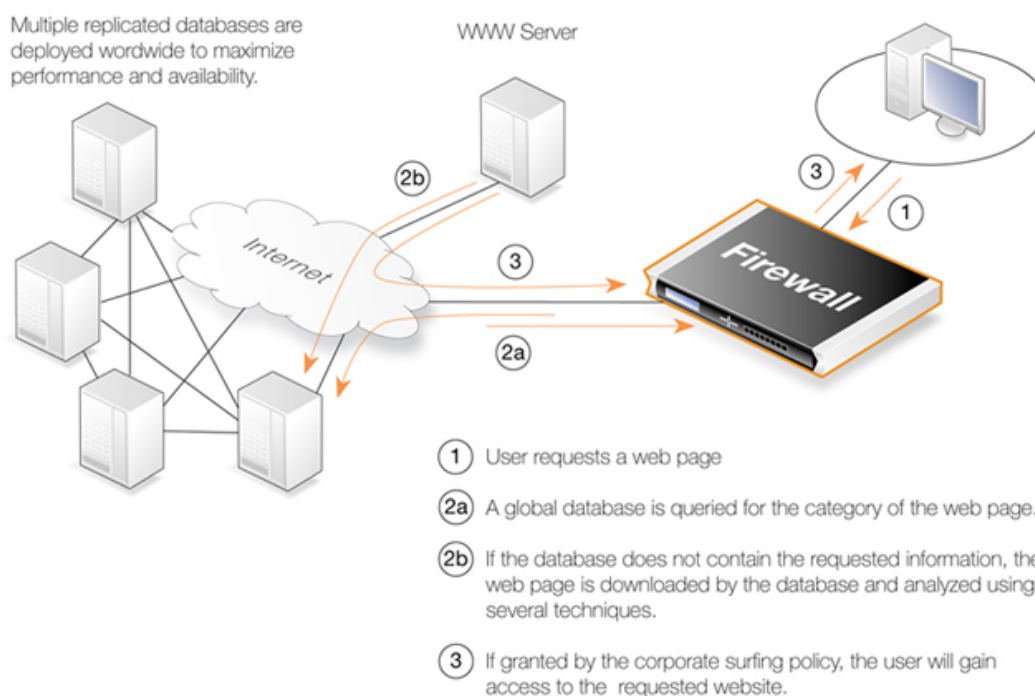 Multiple replicated databases are
deployed wordwide to maximize
performance and availability.
WWW Server
2b
3
1
Internet
3
Firewall
2a
1 User requests a web page
2a A global database is queried for the category of the web page.
2b If the database does not contain the requested information, the
web page is downloaded by the database and analyzed using
several techniques.
3 If granted by the corporate surfing policy, the user will gain
access to the requested website.